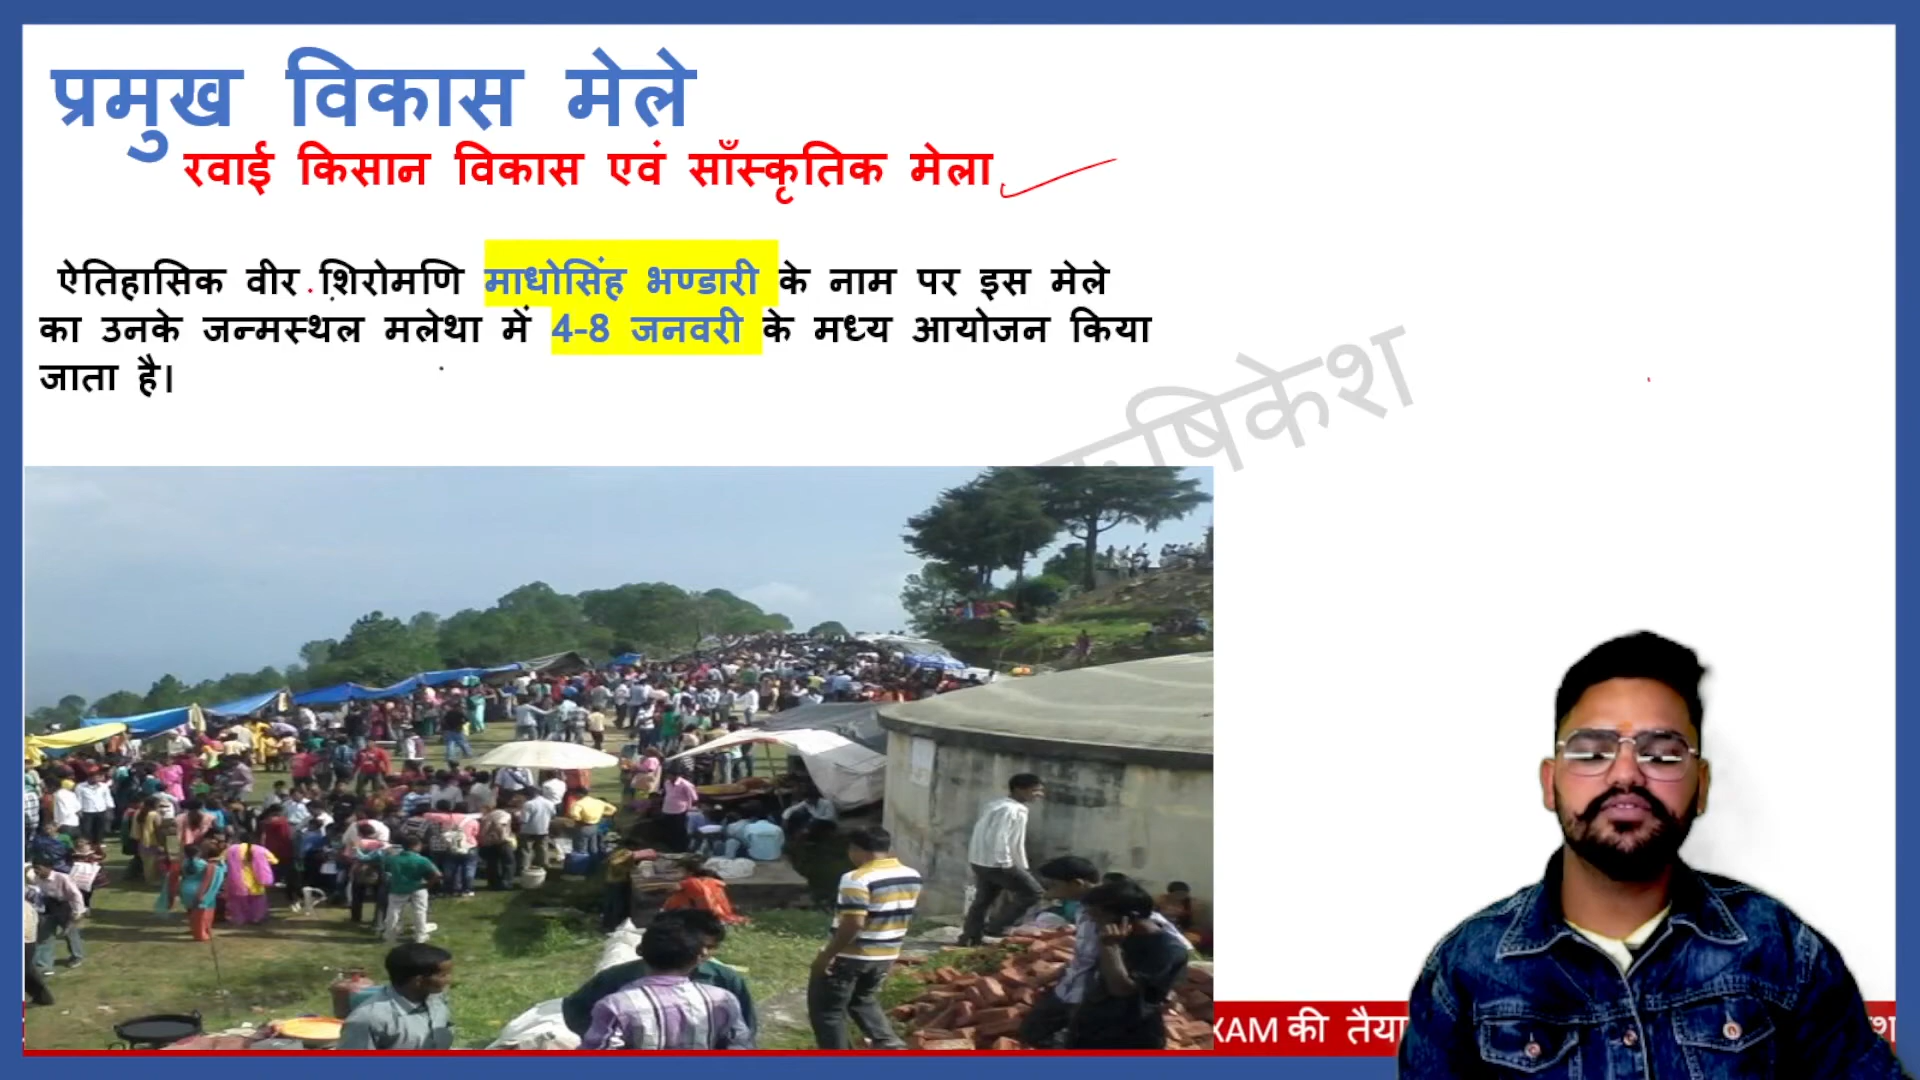 प्रमुख विकास मेले
रवाई किसान विकास एवं साँस्कृतिक मेला
ऐतिहासिक वीर शिरोमणि माधोसिंह भण्डारी के नाम पर इस मेले
का उनके जन्मस्थल मलेथा में 4-8 जनवरी के मध्य आयोजन किया
जाता है।
की